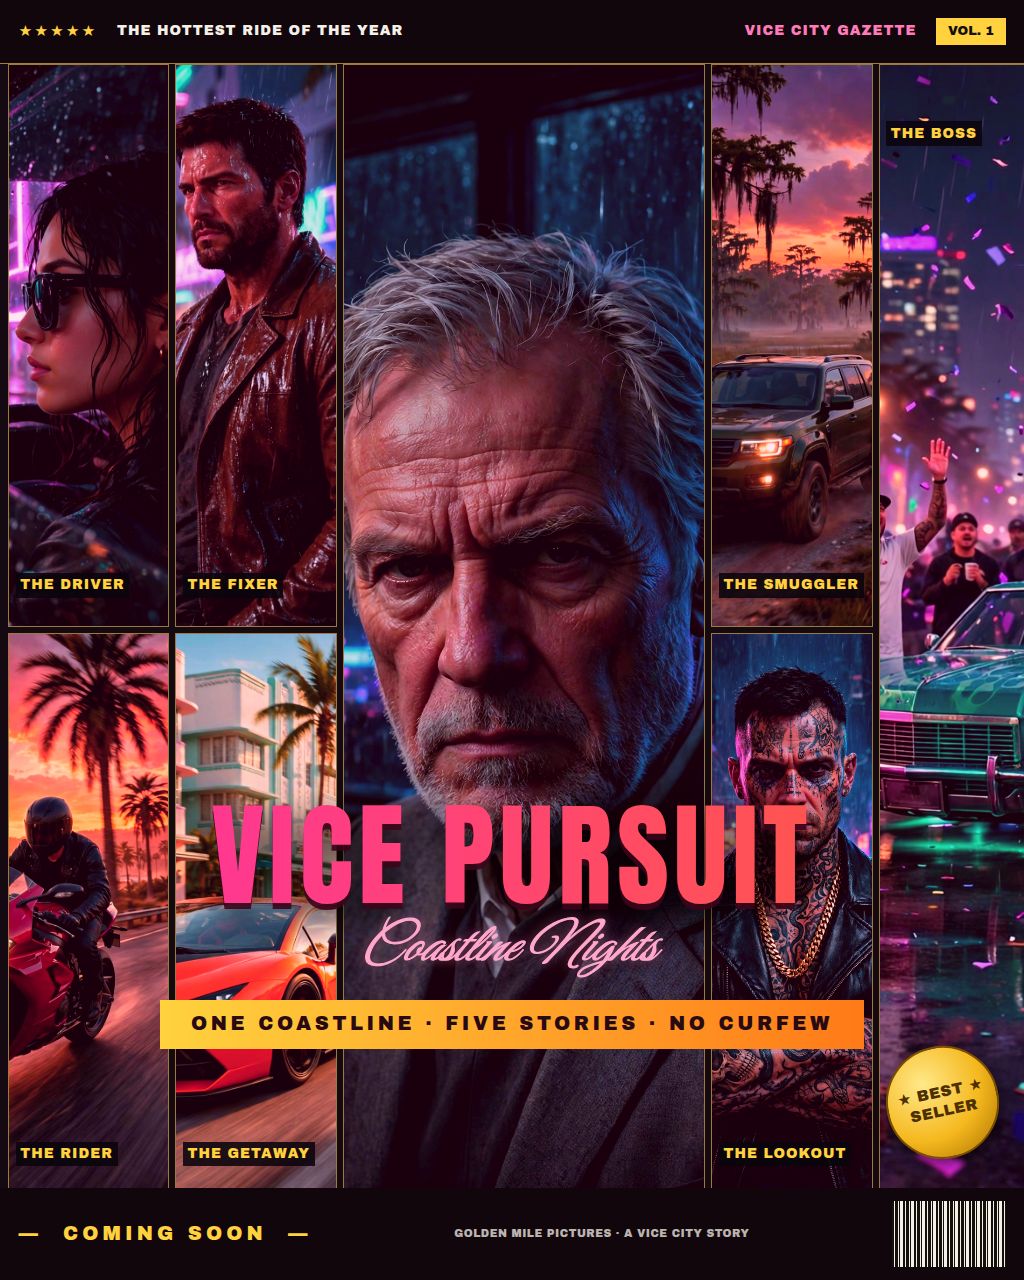 ★★★★★ THE HOTTEST RIDE OF THE YEAR
VICE CITY GAZETTE
VOL. 1
THE BOSS
THE DRIVER
THE FIXER
THE SMUGGLER
VICE PURSUIT
Coastline Nights
ONE COASTLINE · FIVE STORIES · NO CURFEW
★ BEST ★
SELLER
THE RIDER
THE GETAWAY
THE LOOKOUT
— COMING SOON —
GOLDEN MILE PICTURES · A VICE CITY STORY